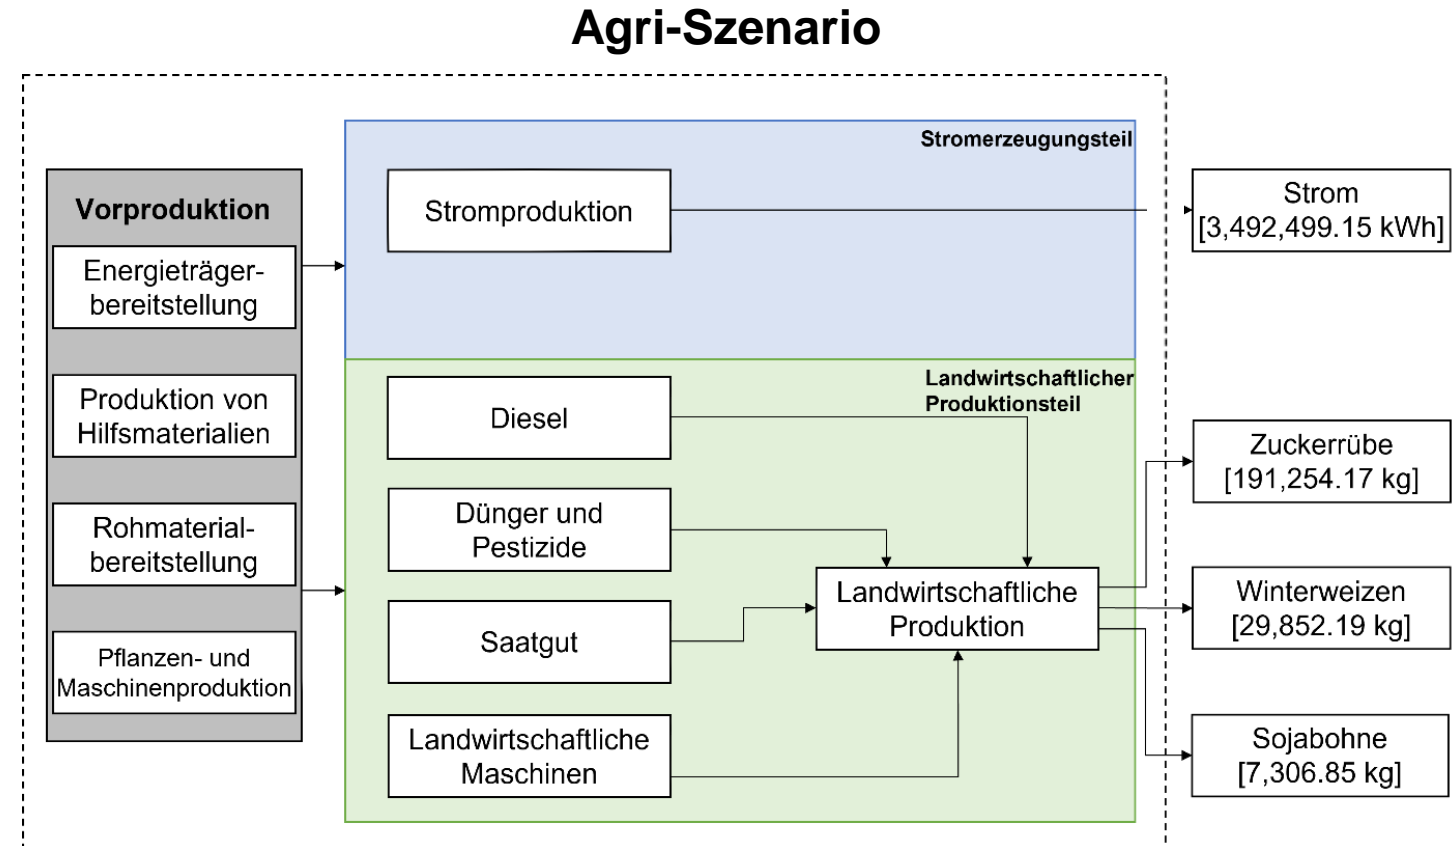 Agri-Szenario
Vorproduktion
Energieträger-
bereitstellung
Produktion von
Hilfsmaterialien
Rohmaterial-
bereitstellung
Pflanzen- und
Maschinenproduktion
Stromerzeugungsteil
Stromproduktion
Landwirtschaftlicher
Produktionsteil
Diesel
Dünger und
Pestizide
Saatgut
Landwirtschaftliche
Maschinen
Landwirtschaftliche
Produktion
Strom
[3,492,499.15 kWh]
Zuckerrübe
[191,254.17 kg]
Winterweizen
[29,852.19 kg]
Sojabohne
[7,306.85 kg]